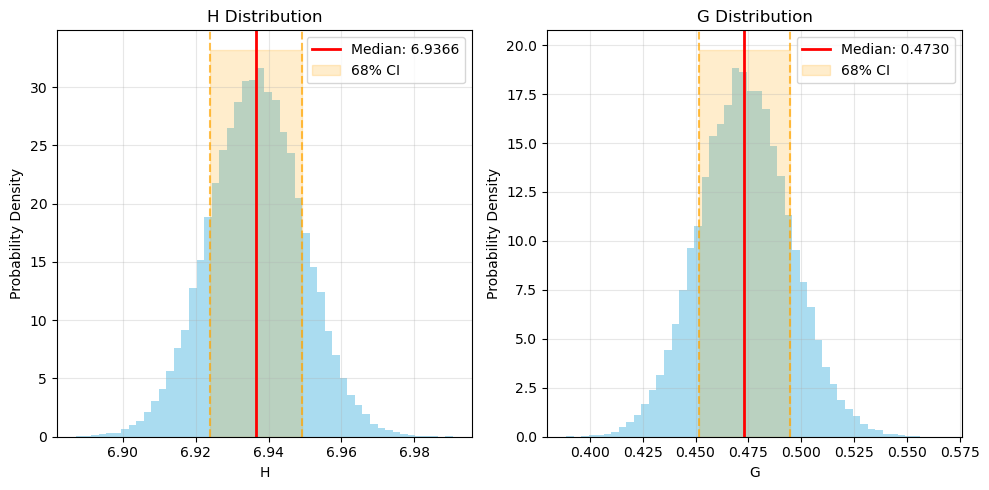 H Distribution
Probability Density
0
5
10
15
20
25
30
6.90
6.92
6.94
6.96
6.98
H
Median: 6.9366
68% CI
G Distribution
Probability Density
0.0
2.5
5.0
7.5
10.0
12.5
15.0
17.5
20.0
0.400
0.425
0.450
0.475
0.500
0.525
0.550
0.575
G
Median: 0.4730
68% CI